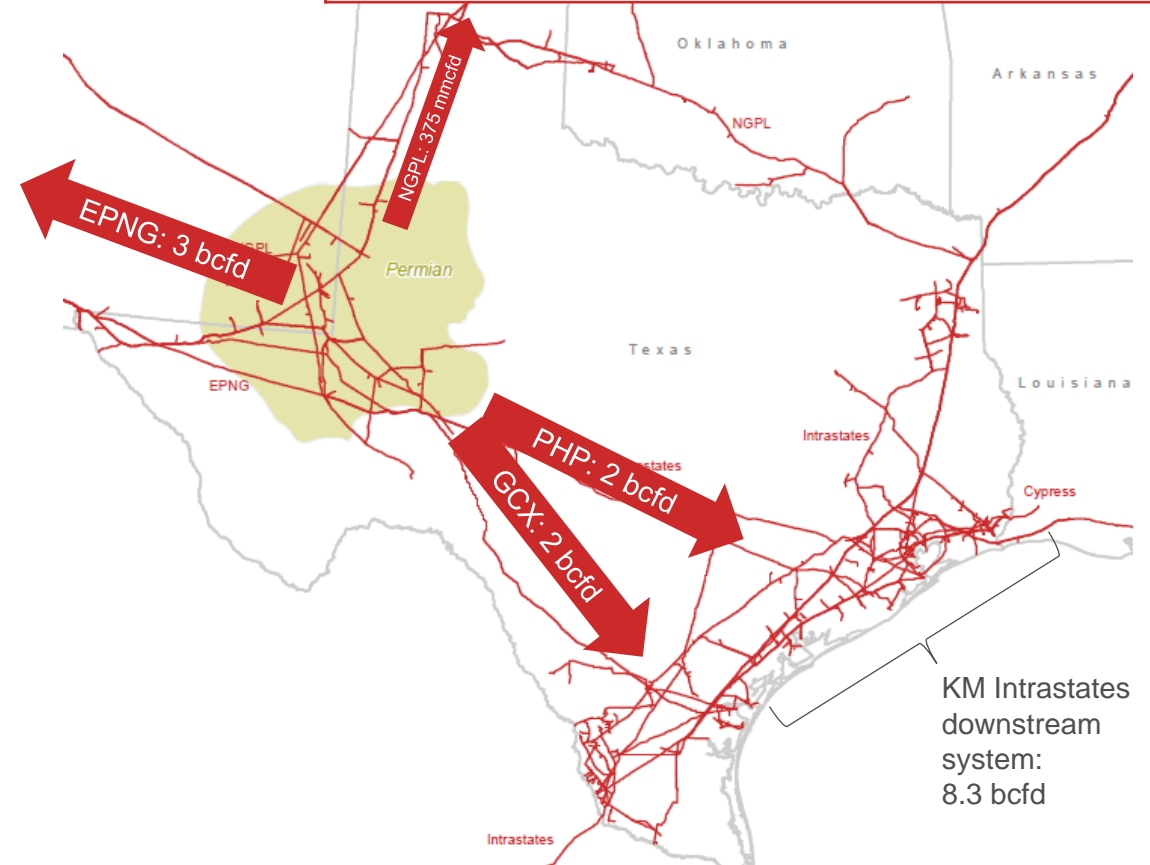 Oklahoma
Arkansas
NGPL: 375 mmcfd
NGPL
EPNG: 3 bcfd
Permian
Texas
EPNG
Louisiana
Intrastates
PHP: 2 bcfd
GCX: 2 bcfd
Cypress
KM Intrastates
downstream
system:
8.3 bcfd
Intrastates